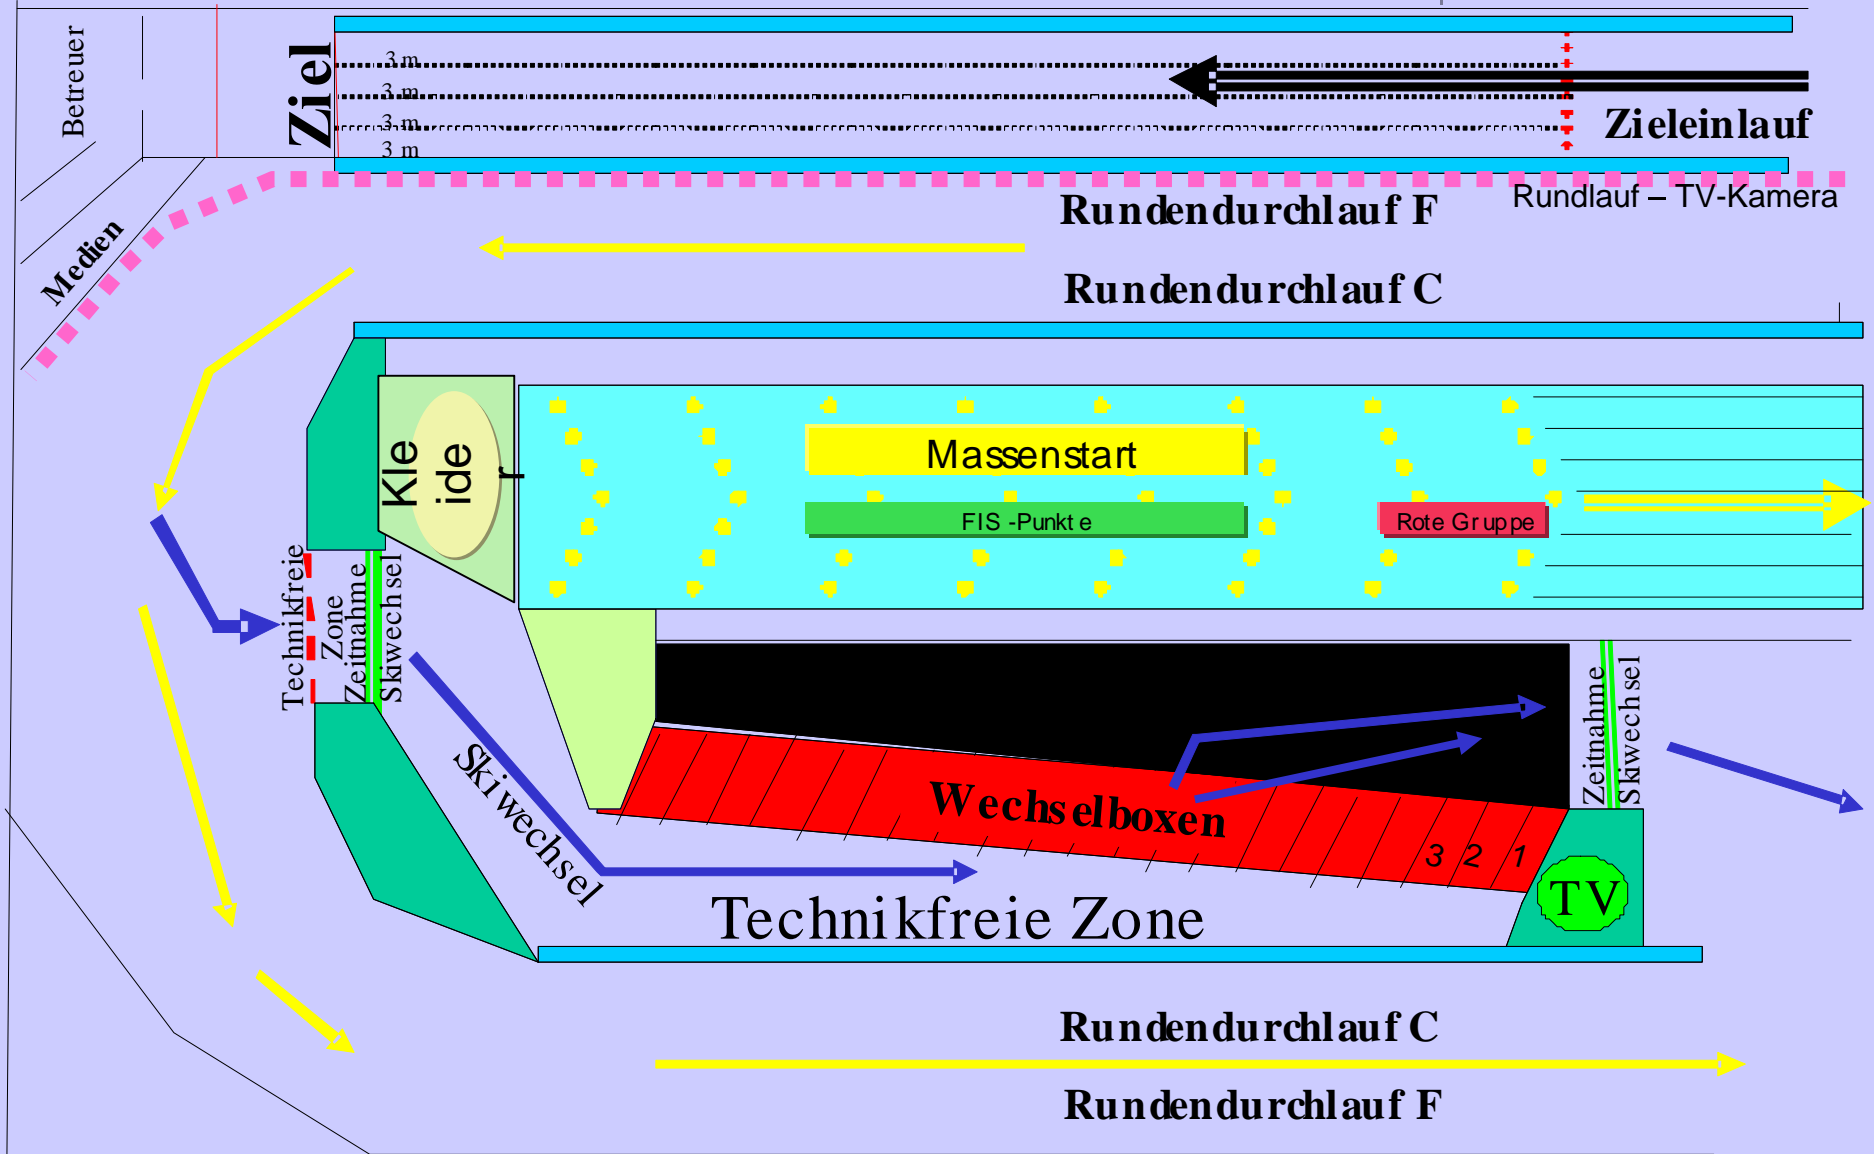 Betreuer
Ziel
3 m
3 m
3 m
3 m
Zieleinlauf
Rundlauf – TV-Kamera
Rundendurchlauf F
Medien
Rundendurchlauf C
Kle
ide
r
Massenstart
FIS -Punkte
Rote Gruppe
Technikfreie
Zone
Zeitnahme
Skiwechsel
Zeitnahme
Skiwechsel
Skiwechsel
Wechselboxen
3 2 1
TV
Technikfreie Zone
Rundendurchlauf C
Rundendurchlauf F